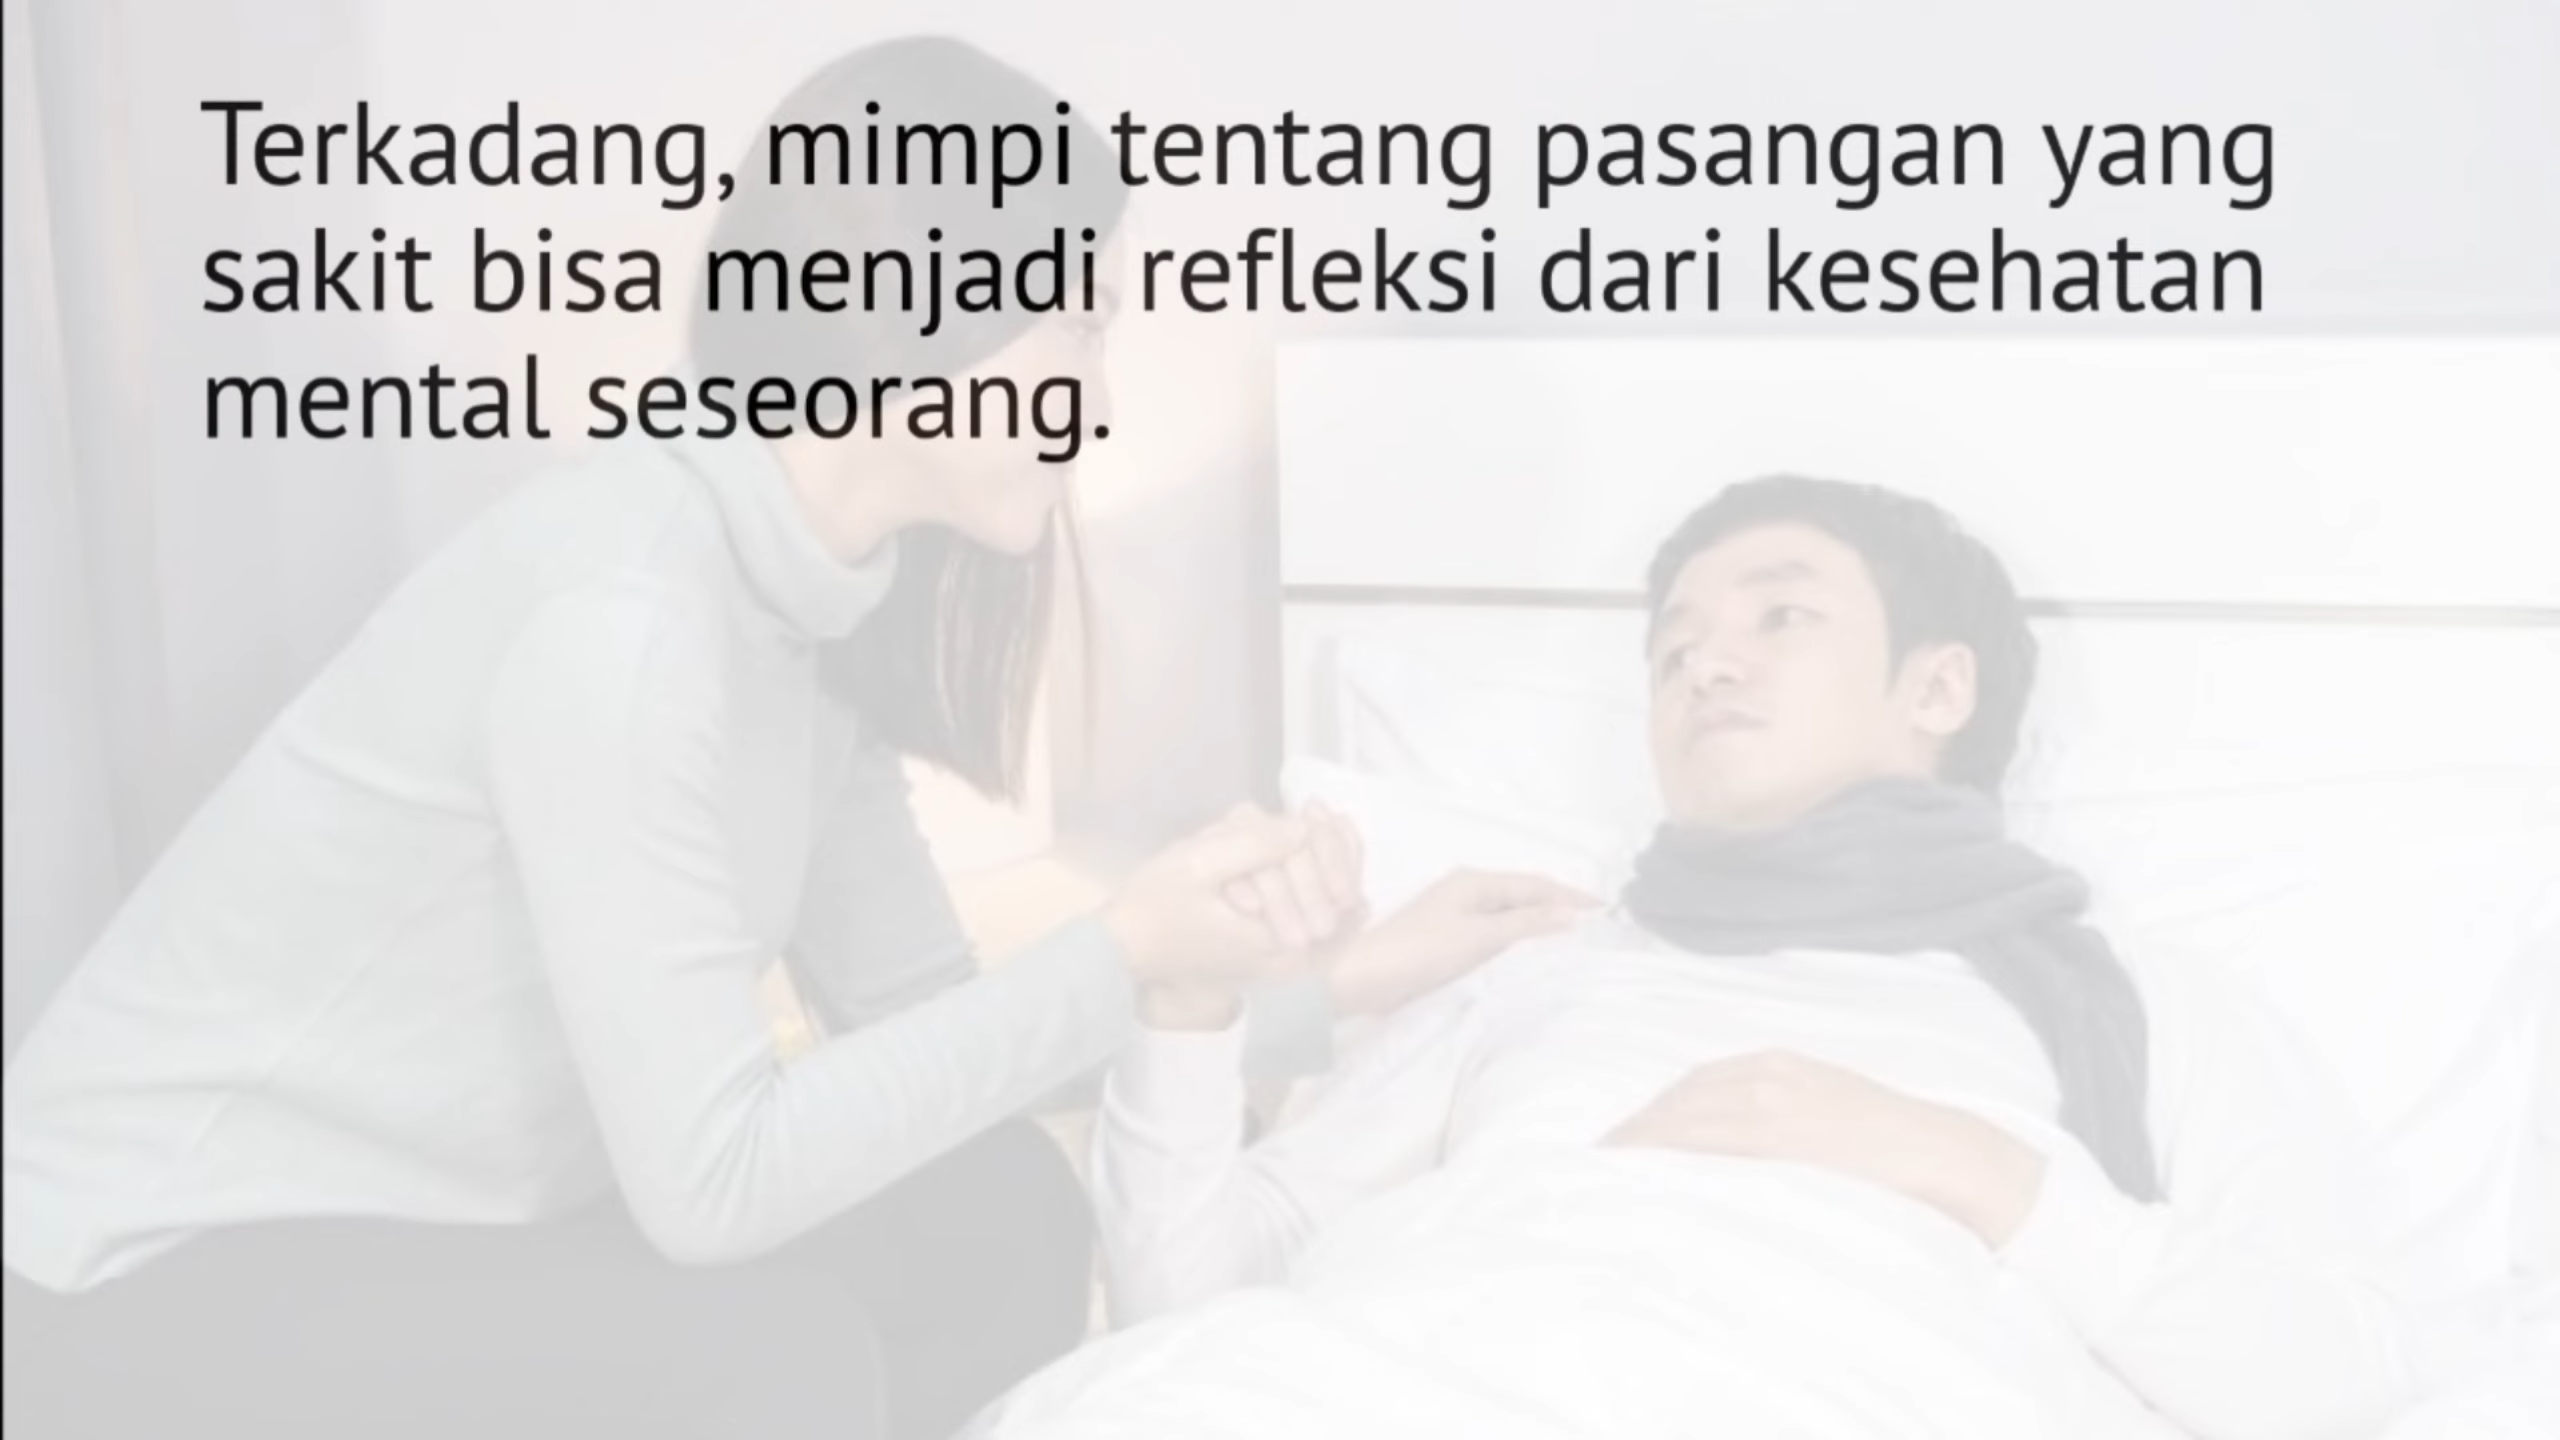 Terkadang, mimpi tentang pasangan yang
sakit bisa menjadi refleksi dari kesehatan
mental seseorang.